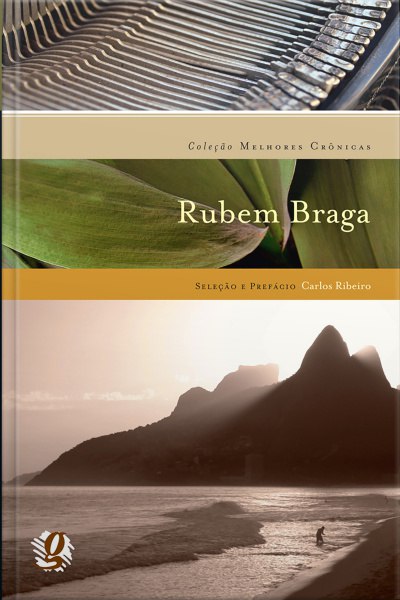 Coleção Melhores Crônicas
Rubem Braga
Seleção e Prefácio Carlos Ribeiro
g